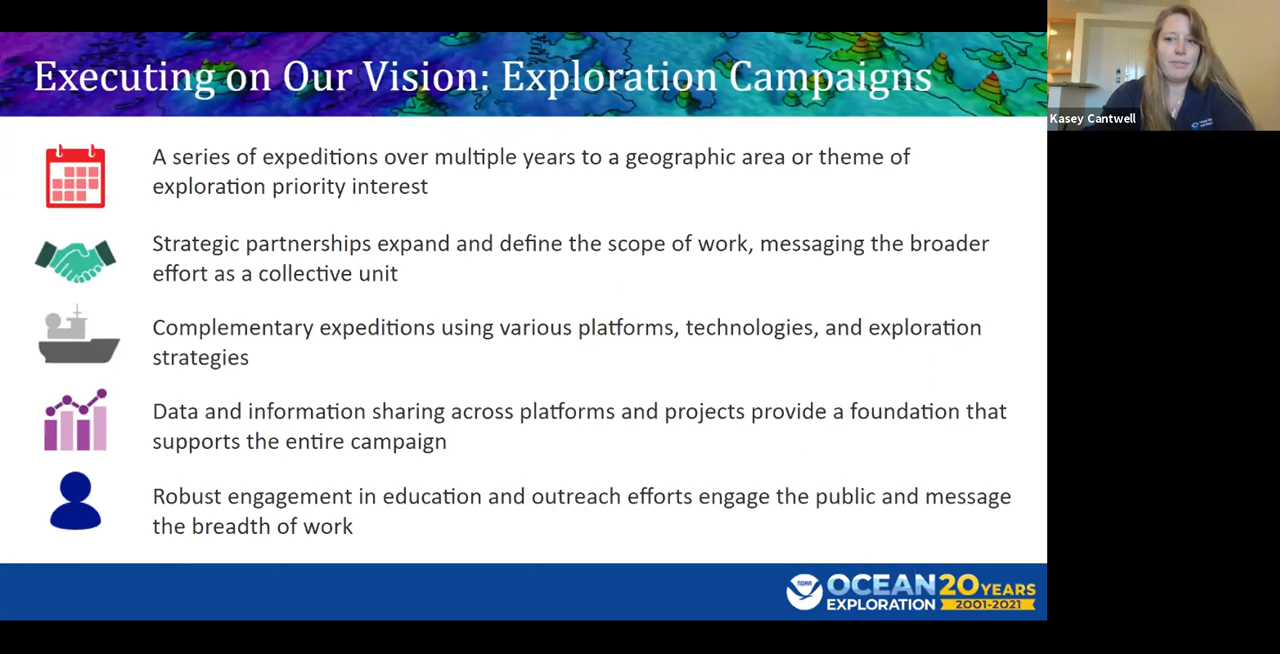 Executing on Our Vision: Exploration Campaigns
Kasey Cantwell
A series of expeditions over multiple years to a geographic area or theme of
exploration priority interest
Strategic partnerships expand and define the scope of work, messaging the broader
effort as a collective unit
Complementary expeditions using various platforms, technologies, and exploration
strategies
Data and information sharing across platforms and projects provide a foundation that
supports the entire campaign
Robust engagement in education and outreach efforts engage the public and message
the breadth of work
NOAA
OCEAN 20 YEARS
EXPLORATION 2001-2021